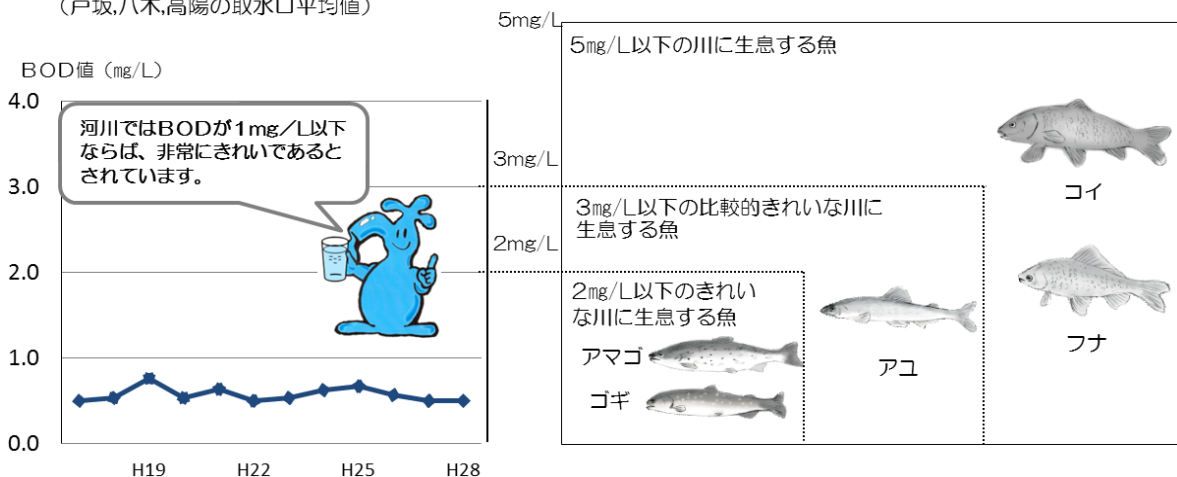 （戸坂,八木,高陽の取水口平均値）
BOD値（mg/L）
4.0
3.0
2.0
1.0
0.0
H19
H22
H25
H28
河川ではBODが1mg／L以下
ならば、非常にきれいであると
されています。
5mg/L
3mg/L
2mg/L
5mg/L以下の川に生息する魚
コイ
フナ
3mg/L以下の比較的きれいな川に
生息する魚
アユ
2mg/L以下のきれい
な川に生息する魚
アマゴ
ゴギ